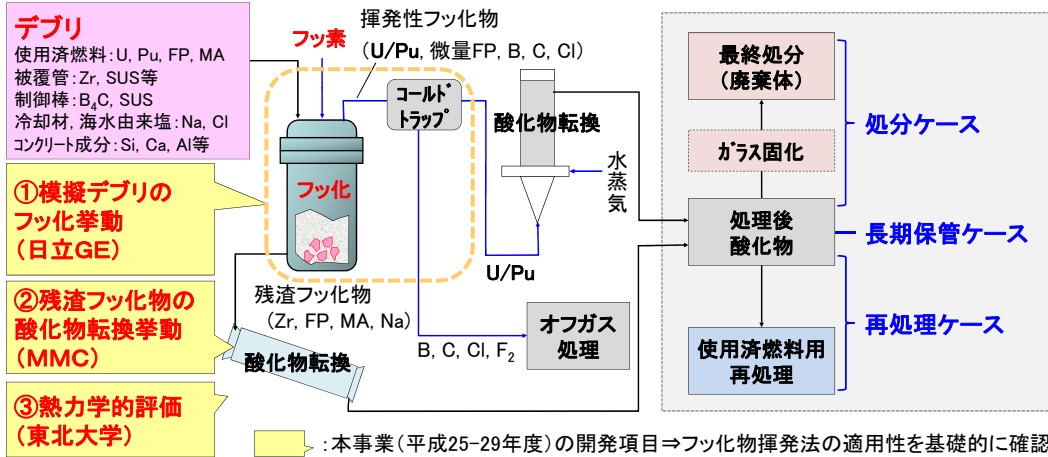 デブリ
使用済燃料：U, Pu, FP, MA
被覆管：Zr, SUS等
制御棒：B4C, SUS
冷却材, 海水由来塩：Na, Cl
コンクリート成分：Si, Ca, Al等
フッ素
揮発性フッ化物
(U/Pu, 微量FP, B, C, Cl)
コールド
トラップ
酸化物転換
水蒸気
フッ化
U/Pu
残渣フッ化物
(Zr, FP, MA, Na)
酸化物転換
B, C, Cl, F2
オフガス
処理
①模擬デブリの
フッ化挙動
(日立GE)
②残渣フッ化物の
酸化物転換挙動
(MMC)
③熱力学的評価
(東北大学)
最終処分
(廃棄体)
ガラス固化
処理後
酸化物
使用済燃料用
再処理
処分ケース
長期保管ケース
再処理ケース
：本事業(平成25-29年度)の開発項目⇒フッ化物揮発法の適用性を基礎的に確認